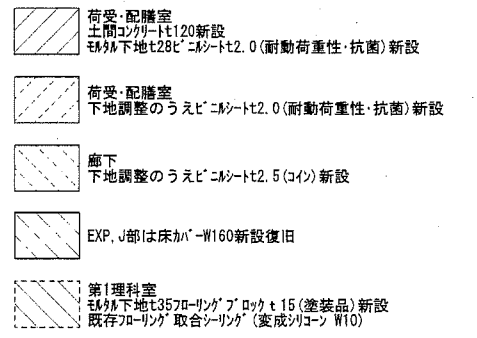 荷受・配膳室
土間コンクリートt120新設
モルタル下地t28ビニルシートt2.0(耐動荷重性・抗菌)新設
荷受・配膳室
下地調整のうえビニルシートt2.0(耐動荷重性・抗菌)新設
廊下
下地調整のうえビニルシートt2.5(コイン)新設
EXP,J部は床カバーW160新設復旧
第1理科室
モルタル下地t35フローリングブロックt15(塗装品)新設
既存フローリング取合シーリング(変成シリコーン W10)